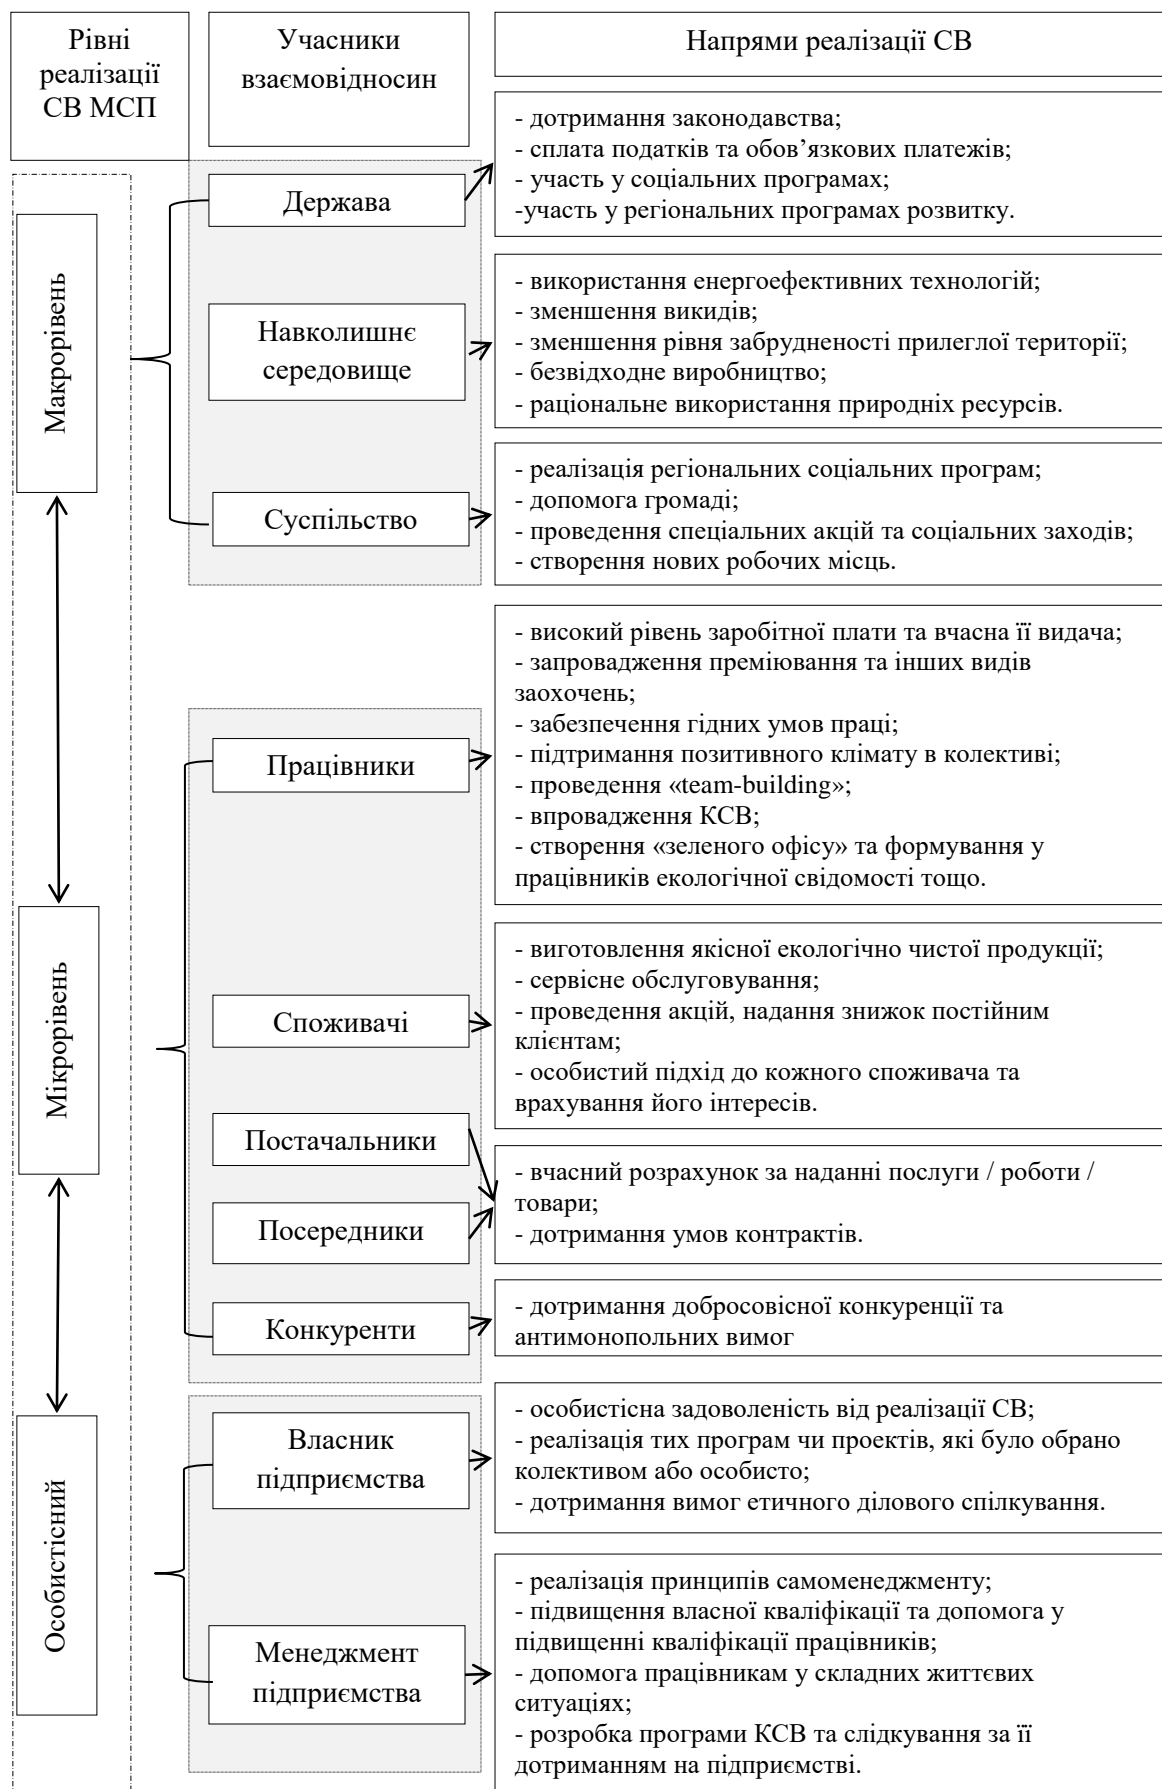 Рівні
реалізації
СВ МСП
Учасники
взаємовідносин
Напрями реалізації СВ
Макрорівень
Держава
- дотримання законодавства;
- сплата податків та обов’язкових платежів;
- участь у соціальних програмах;
-участь у регіональних програмах розвитку.
Навколишнє
середовище
- використання енергоефективних технологій;
- зменшення викидів;
- зменшення рівня забрудненості прилеглої території;
- безвідходне виробництво;
- раціональне використання природніх ресурсів.
Суспільство
- реалізація регіональних соціальних програм;
- допомога громаді;
- проведення спеціальних акцій та соціальних заходів;
- створення нових робочих місць.
Мікрорівень
Працівники
- високий рівень заробітної плати та вчасна її видача;
- запровадження преміювання та інших видів
заохочень;
- забезпечення гідних умов праці;
- підтримання позитивного клімату в колективі;
- проведення «team-building»;
- впровадження КСВ;
- створення «зеленого офісу» та формування у
працівників екологічної свідомості тощо.
Споживачі
- виготовлення якісної екологічно чистої продукції;
- сервісне обслуговування;
- проведення акцій, надання знижок постійним
клієнтам;
- особистий підхід до кожного споживача та
врахування його інтересів.
Постачальники
Посередники
- вчасний розрахунок за наданні послуги / роботи /
товари;
- дотримання умов контрактів.
Конкуренти
- дотримання добросовісної конкуренції та
антимонопольних вимог
Особистісний
Власник
підприємства
- особистісна задоволеність від реалізації СВ;
- реалізація тих програм чи проектів, які було обрано
колективом або особисто;
- дотримання вимог етичного ділового спілкування.
Менеджмент
підприємства
- реалізація принципів самоменеджменту;
- підвищення власної кваліфікації та допомога у
підвищенні кваліфікації працівників;
- допомога працівникам у складних життєвих
ситуаціях;
- розробка програми КСВ та слідкування за її
дотриманням на підприємстві.